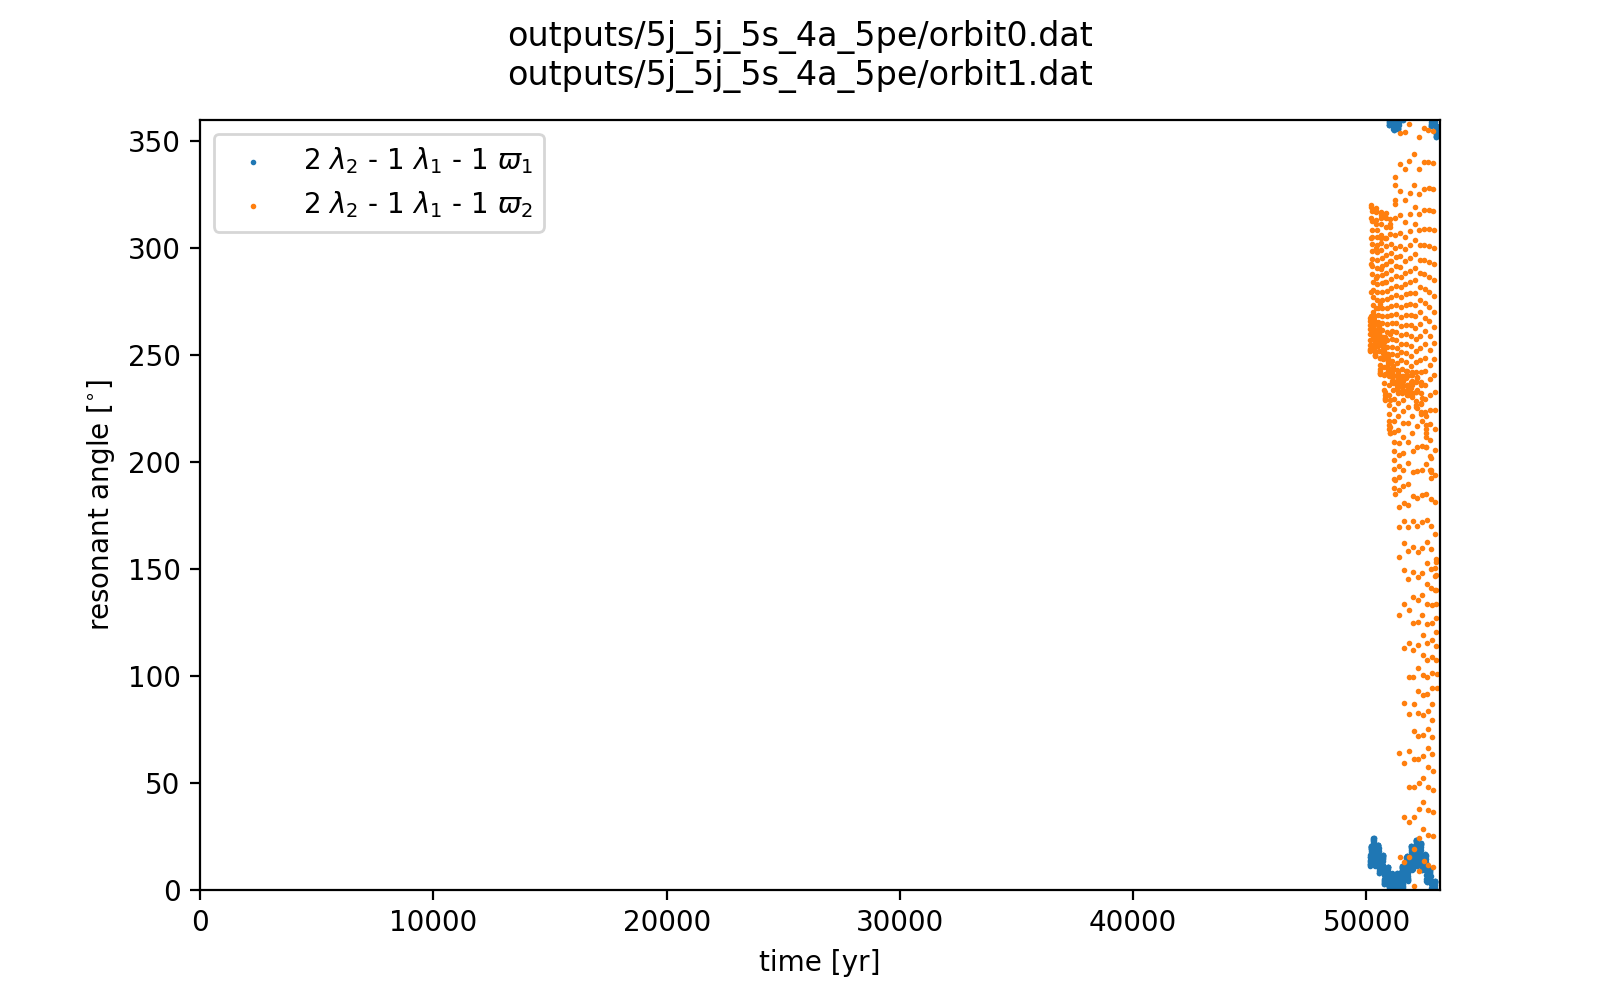 outputs/5j_5j_5s_4a_5pe/orbit0.dat
outputs/5j_5j_5s_4a_5pe/orbit1.dat
350
300
250
200
150
100
50
0
resonant angle [°]
2 λ₂ - 1 λ₁ - 1 ϖ₁
2 λ₂ - 1 λ₁ - 1 ϖ₂
0 10000 20000 30000 40000 50000
time [yr]